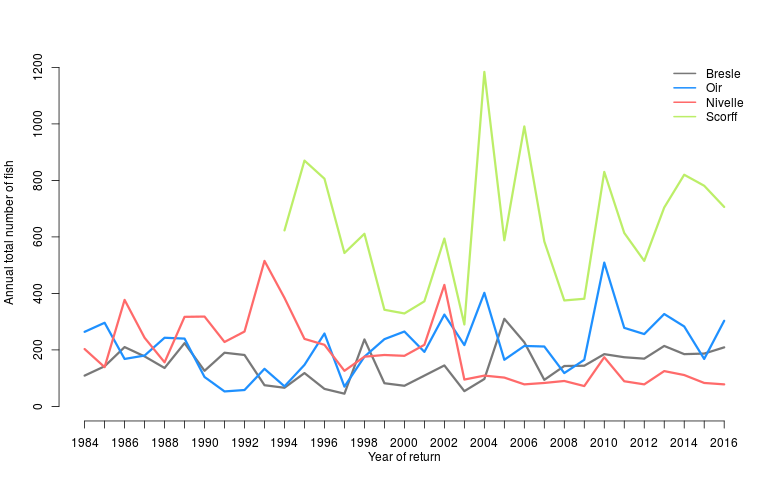 1200
1000
800
600
400
200
0
Annual total number of fish
Bresle
Oir
Nivelle
Scorff
1984 1986 1988 1990 1992 1994 1996 1998 2000 2002 2004 2006 2008 2010 2012 2014 2016
Year of return